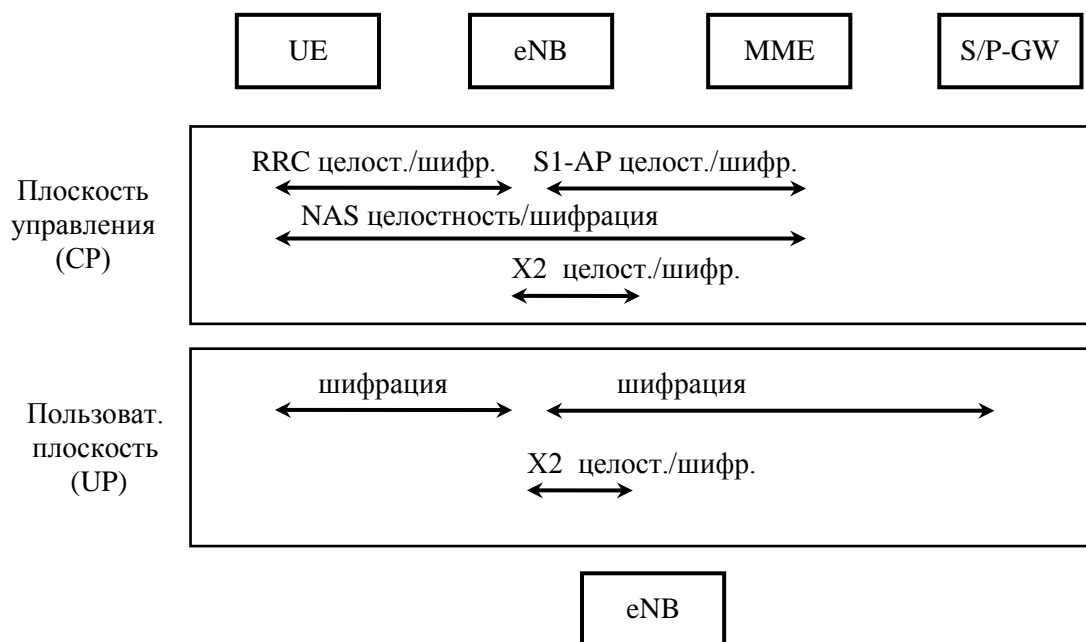 UE eNB MME S/P-GW
RRC целост./шифр. S1-AP целост./шифр.
Плоскость
управления
(CP)
NAS целостность/шифрация
X2 целост./шифр.
шифрация шифрация
Пользоват.
плоскость
(UP)
X2 целост./шифр.
eNB